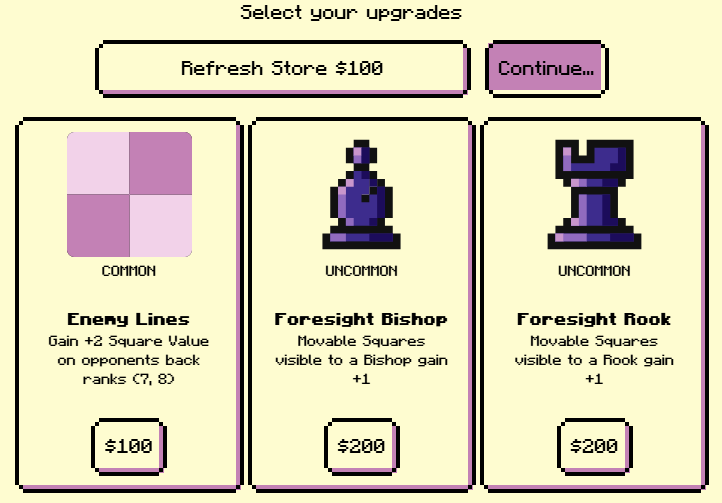 Select your upgrades
Refresh Store $100
Continue...
COMMON
Enemy Lines
Gain +2 Square Value
on opponents back
ranks (7, 8)
$100
UNCOMMON
Foresight Bishop
Movable Squares
visible to a Bishop gain
+1
$200
UNCOMMON
Foresight Rook
Movable Squares
visible to a Rook gain
+1
$200